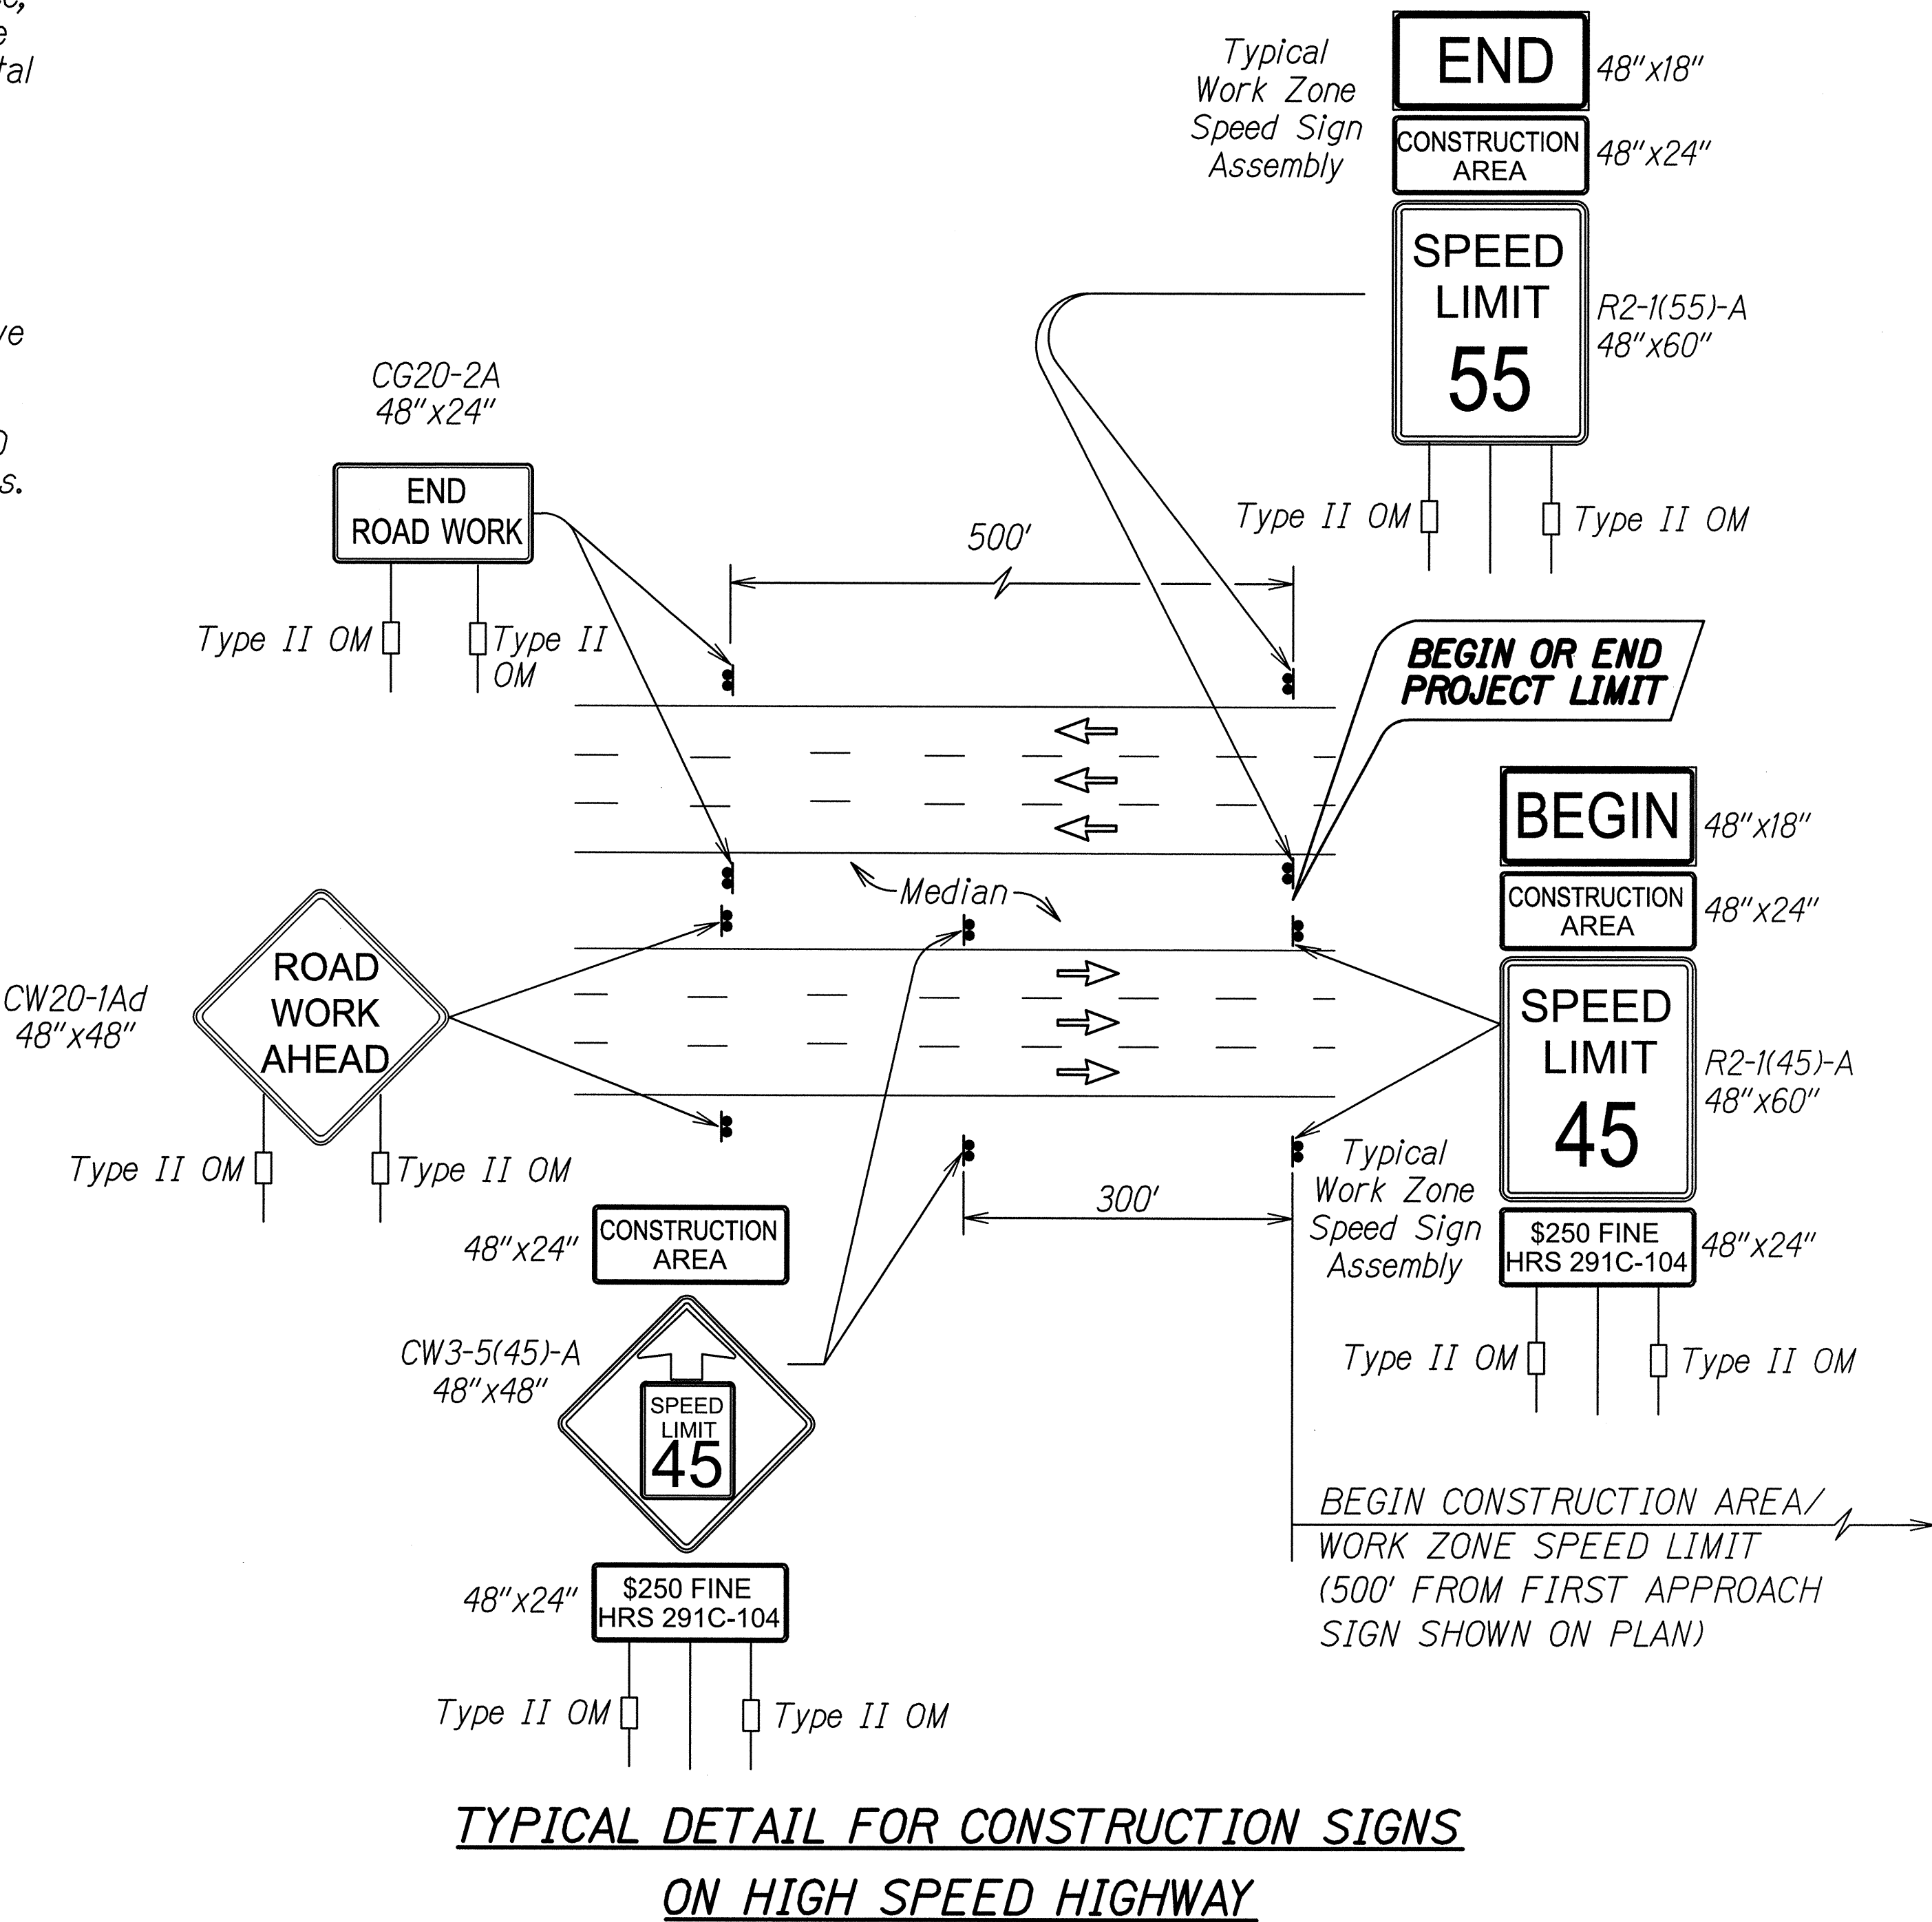 tal
ve
s.
Typical
Work Zone
Speed Sign
Assembly
END
48"x18"
CONSTRUCTION
AREA
48"x24"
SPEED
LIMIT
55
R2-1(55)-A
48"x60"
Type II OM
Type II OM
CG20-2A
48"x24"
END
ROAD WORK
Type II OM
Type II
OM
500'
BEGIN OR END
PROJECT LIMIT
Median
BEGIN
48"x18"
CONSTRUCTION
AREA
48"x24"
SPEED
LIMIT
45
R2-1(45)-A
48"x60"
$250 FINE
HRS 291C-104
48"x24"
Type II OM
Type II OM
Typical
Work Zone
Speed Sign
Assembly
CW20-1Ad
48"x48"
ROAD
WORK
AHEAD
Type II OM
Type II OM
300'
48"x24"
CONSTRUCTION
AREA
CW3-5(45)-A
48"x48"
SPEED
LIMIT
45
48"x24"
$250 FINE
HRS 291C-104
Type II OM
Type II OM
BEGIN CONSTRUCTION AREA/
WORK ZONE SPEED LIMIT
(500' FROM FIRST APPROACH
SIGN SHOWN ON PLAN)
TYPICAL DETAIL FOR CONSTRUCTION SIGNS
ON HIGH SPEED HIGHWAY